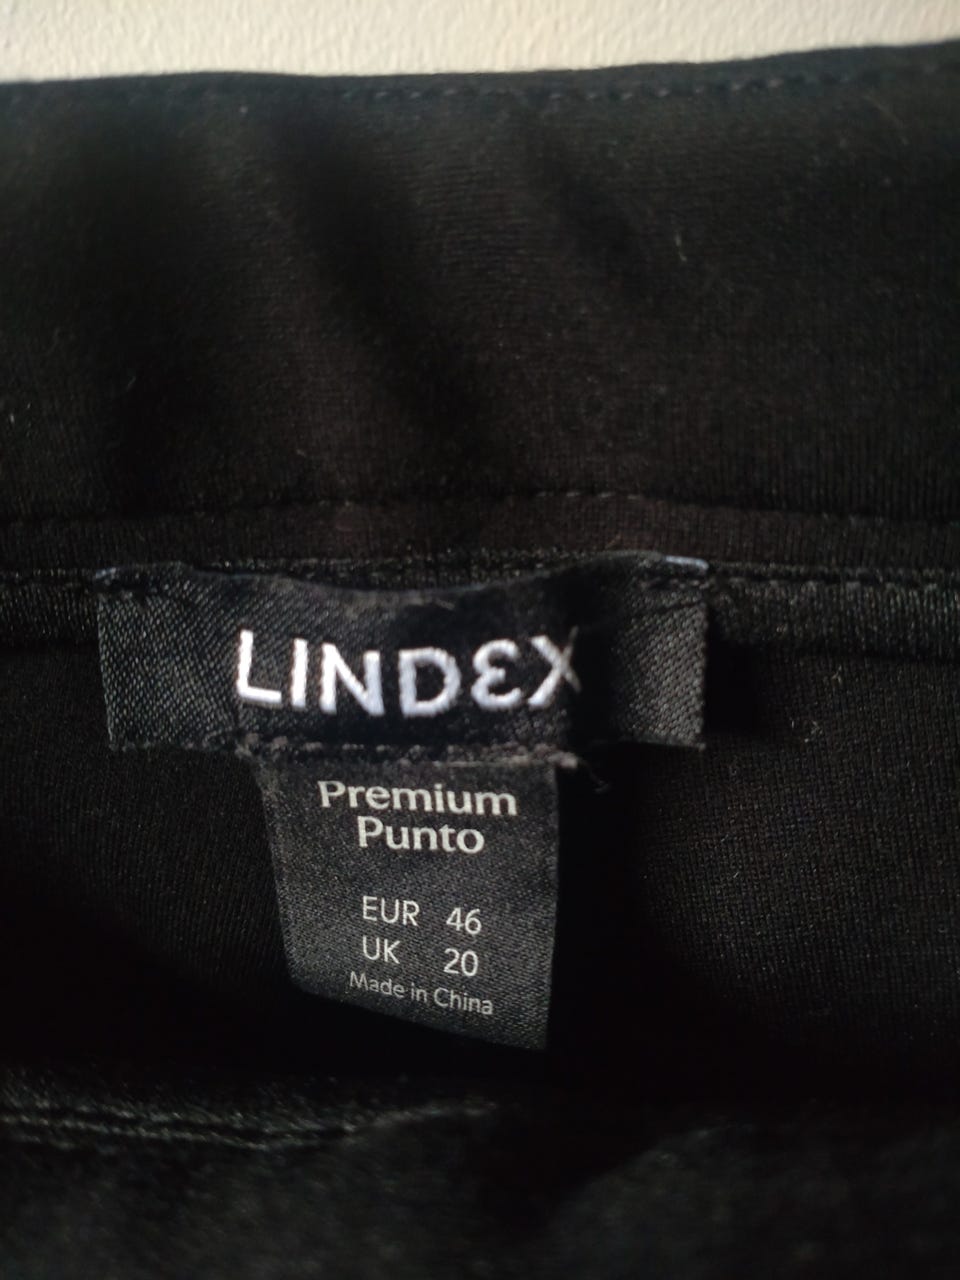 LINDEX
Premium
Punto
EUR 46
UK 20
Made in China